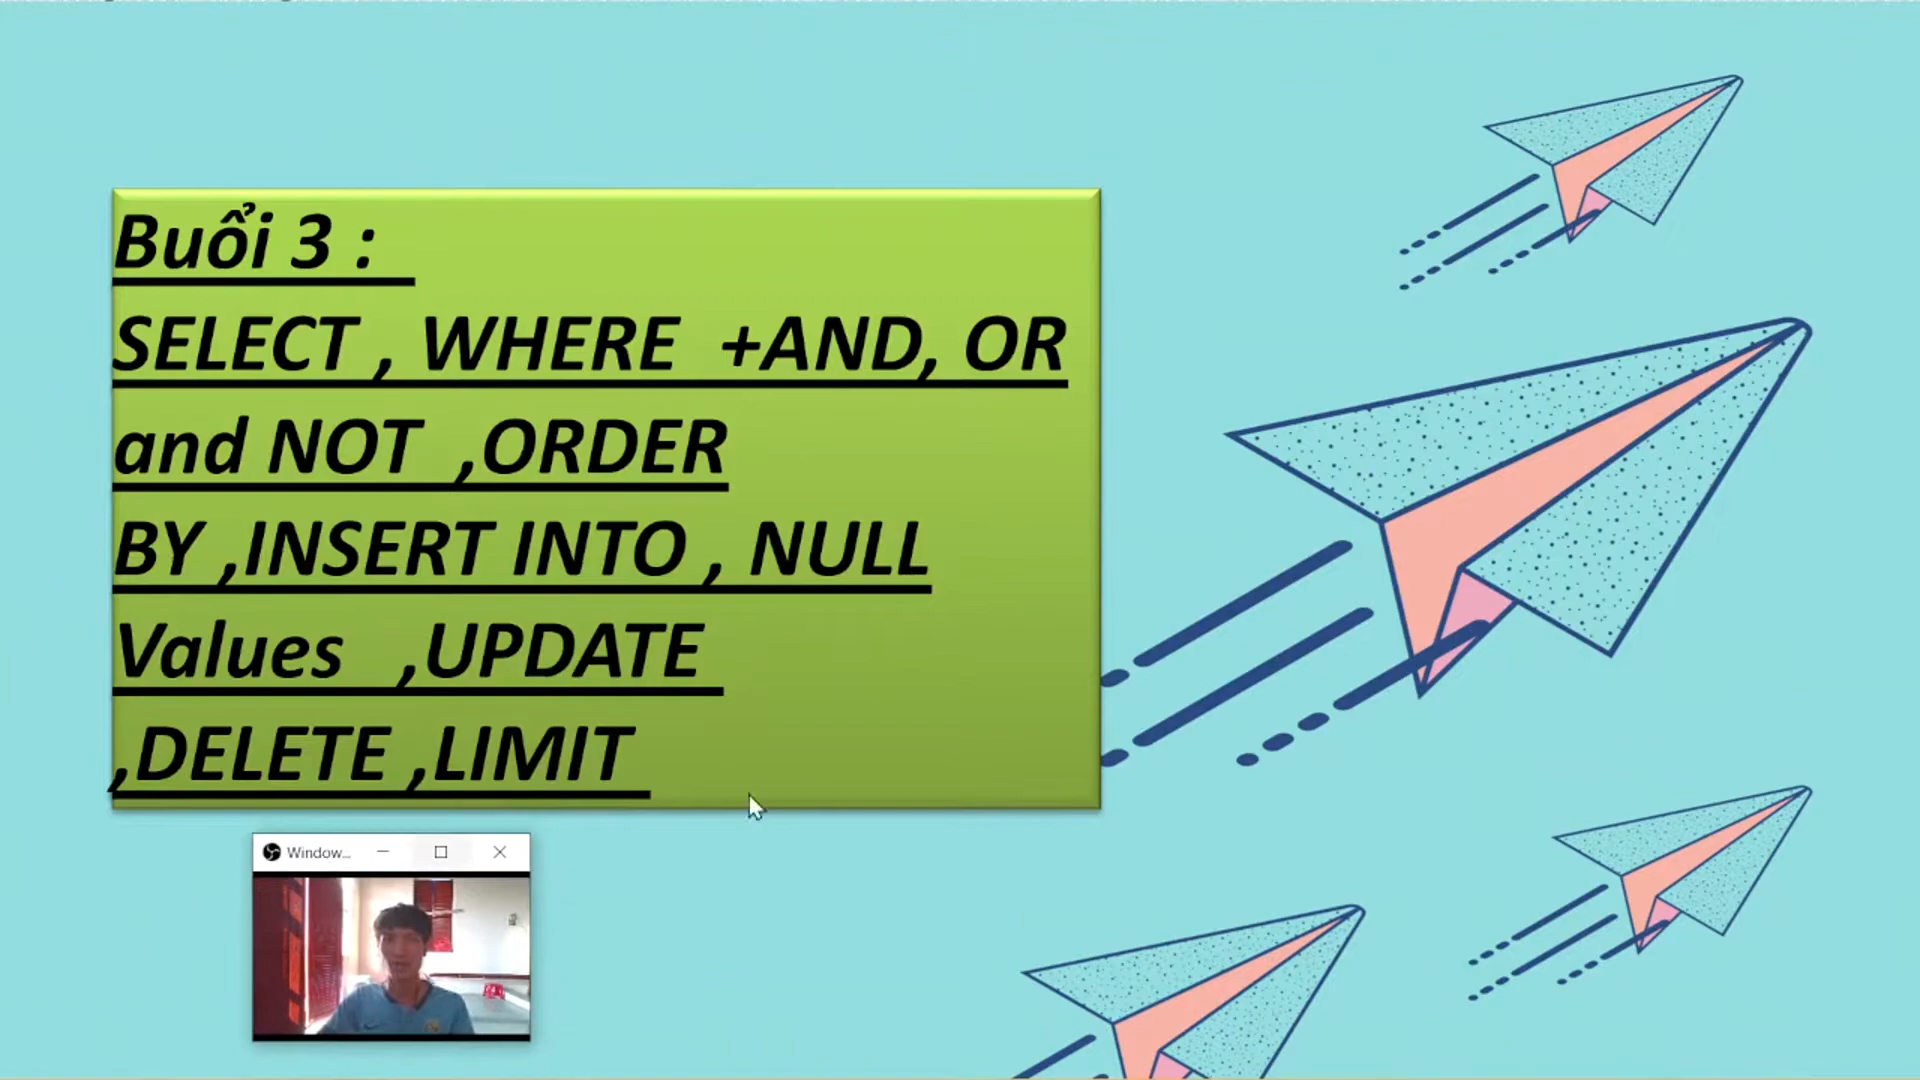 Buổi 3 :
SELECT , WHERE +AND, OR
and NOT ,ORDER
BY ,INSERT INTO , NULL
Values ,UPDATE
,DELETE ,LIMIT
Window...